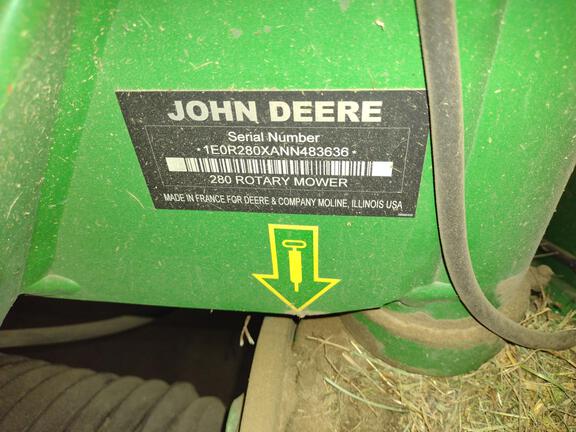 JOHN DEERE
Serial Number
*1E0R280XANN483636*
280 ROTARY MOWER
MADE IN FRANCE FOR DEERE & COMPANY MOLINE, ILLINOIS USA